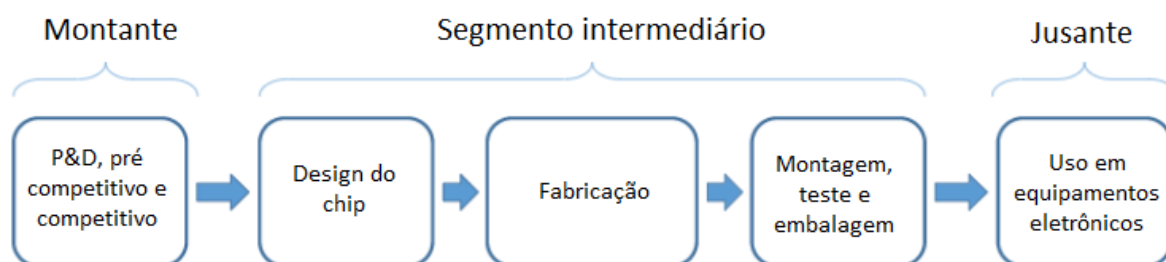 Montante
Segmento intermediário
Jusante
P&D, pré
competitivo e
competitivo
Design do
chip
Fabricação
Montagem,
teste e
embalagem
Uso em
equipamentos
eletrônicos